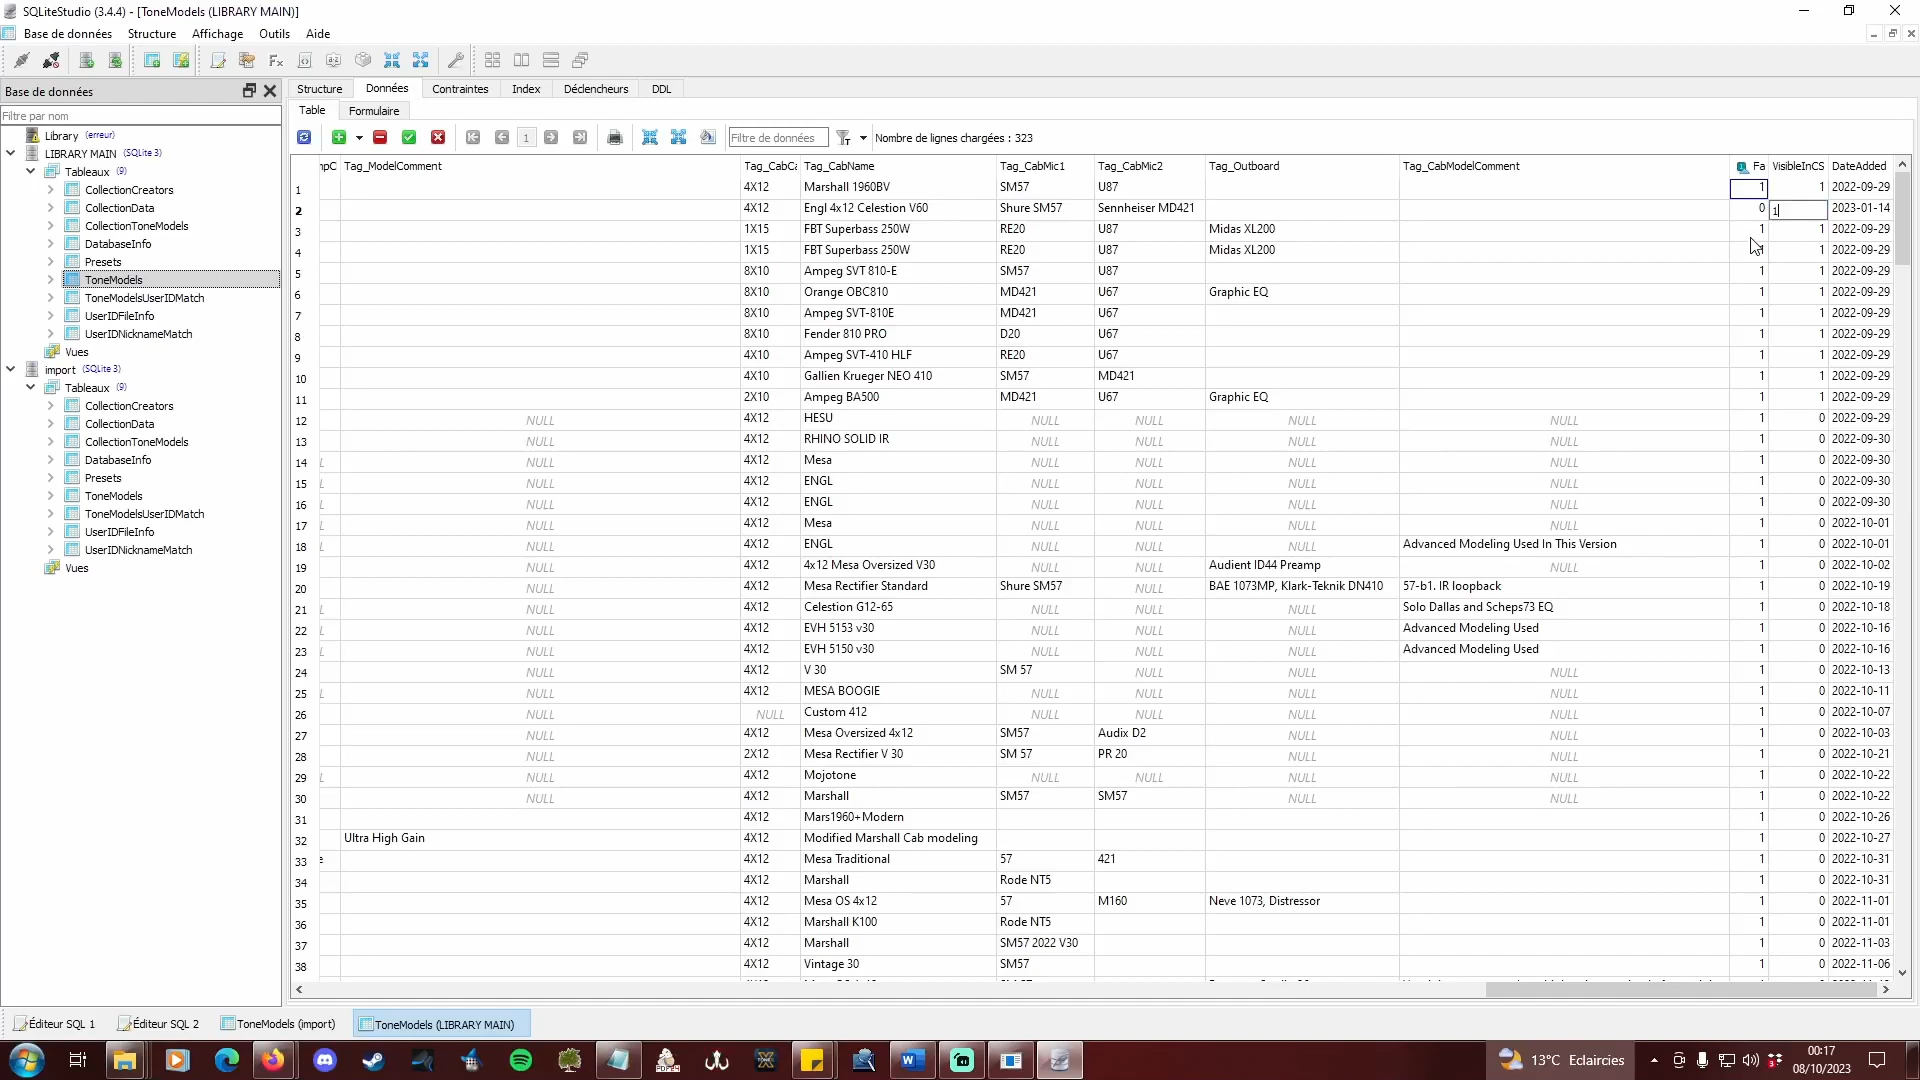 SQLiteStudio (3.4.4) - [ToneModels (LIBRARY MAIN)]
Base de données Structure Affichage Outils Aide
Base de données
Filtre par nom
Library (erreur)
LIBRARY MAIN (SQLite 3)
Tableaux (9)
CollectionCreators
CollectionData
CollectionToneModels
DatabaseInfo
Presets
ToneModels
ToneModelsUserIDMatch
UserIDFileInfo
UserIDNicknameMatch
Vues
import (SQLite 3)
Tableaux (9)
CollectionCreators
CollectionData
CollectionToneModels
DatabaseInfo
Presets
ToneModels
ToneModelsUserIDMatch
UserIDFileInfo
UserIDNicknameMatch
Vues
Structure Données Contraintes Index Déclencheurs DDL
Table Formulaire
1 Filtre de données Nombre de lignes chargées : 323
npC Tag_ModelComment Tag_CabCa Tag_CabName Tag_CabMic1 Tag_CabMic2 Tag_Outboard Tag_CabModelComment Fa VisibleInCS DateAdded
1 4X12 Marshall 1960BV SM57 U87 1 1 2022-09-29
2 4X12 Engl 4x12 Celestion V60 Shure SM57 Sennheiser MD421 0 1 2023-01-14
3 1X15 FBT Superbass 250W RE20 U87 Midas XL200 1 1 2022-09-29
4 1X15 FBT Superbass 250W RE20 U87 Midas XL200 1 1 2022-09-29
5 8X10 Ampeg SVT 810-E SM57 U87 1 1 2022-09-29
6 8X10 Orange OBC810 MD421 U67 Graphic EQ 1 1 2022-09-29
7 8X10 Ampeg SVT-810E MD421 U67 1 1 2022-09-29
8 8X10 Fender 810 PRO D20 U67 1 1 2022-09-29
9 4X10 Ampeg SVT-410 HLF RE20 U67 1 1 2022-09-29
10 4X10 Gallien Krueger NEO 410 SM57 MD421 1 1 2022-09-29
11 2X10 Ampeg BA500 MD421 U67 Graphic EQ 1 1 2022-09-29
12 NULL 4X12 HESU NULL NULL NULL NULL 1 0 2022-09-29
13 NULL 4X12 RHINO SOLID IR NULL NULL NULL NULL 1 0 2022-09-30
14 L NULL 4X12 Mesa NULL NULL NULL NULL 1 0 2022-09-30
15 L NULL 4X12 ENGL NULL NULL NULL NULL 1 0 2022-09-30
16 L NULL 4X12 ENGL NULL NULL NULL NULL 1 0 2022-09-30
17 L NULL 4X12 Mesa NULL NULL NULL NULL 1 0 2022-10-01
18 L NULL 4X12 ENGL NULL NULL NULL Advanced Modeling Used In This Version 1 0 2022-10-01
19 NULL 4X12 4x12 Mesa Oversized V30 Audient ID44 Preamp NULL 1 0 2022-10-02
20 NULL 4X12 Mesa Rectifier Standard Shure SM57 NULL BAE 1073MP, Klark-Teknik DN410 57-b1. IR loopback 1 0 2022-10-19
21 L NULL 4X12 Celestion G12-65 NULL NULL NULL Solo Dallas and Scheps73 EQ 1 0 2022-10-18
22 L NULL 4X12 EVH 5153 v30 NULL NULL NULL Advanced Modeling Used 1 0 2022-10-16
23 L NULL 4X12 EVH 5150 v30 NULL NULL NULL Advanced Modeling Used 1 0 2022-10-16
24 NULL 4X12 V 30 SM 57 NULL NULL 1 0 2022-10-13
25 L NULL 4X12 MESA BOOGIE NULL NULL NULL NULL 1 0 2022-10-11
26 NULL NULL Custom 412 NULL NULL NULL NULL 1 0 2022-10-07
27 NULL 4X12 Mesa Oversized 4x12 SM57 Audix D2 NULL NULL 1 0 2022-10-03
28 NULL 2X12 Mesa Rectifier V 30 SM 57 PR 20 NULL NULL 1 0 2022-10-21
29 L NULL 4X12 Mojotone NULL NULL NULL NULL 1 0 2022-10-22
30 NULL 4X12 Marshall SM57 SM57 NULL NULL 1 0 2022-10-22
31 4X12 Mars1960+Modern 1 0 2022-10-26
32 Ultra High Gain 4X12 Modified Marshall Cab modeling 1 0 2022-10-27
33 e 4X12 Mesa Traditional 57 421 1 0 2022-10-31
34 4X12 Marshall Rode NT5 1 0 2022-10-31
35 4X12 Mesa OS 4x12 57 M160 Neve 1073, Distressor 1 0 2022-11-01
36 4X12 Marshall K100 Rode NT5 1 0 2022-11-01
37 4X12 Marshall SM57 2022 V30 1 0 2022-11-03
38 4X12 Vintage 30 SM57 1 0 2022-11-06
Éditeur SQL 1 Éditeur SQL 2 ToneModels (import) ToneModels (LIBRARY MAIN)
13°C Eclaircies 00:17
08/10/2023